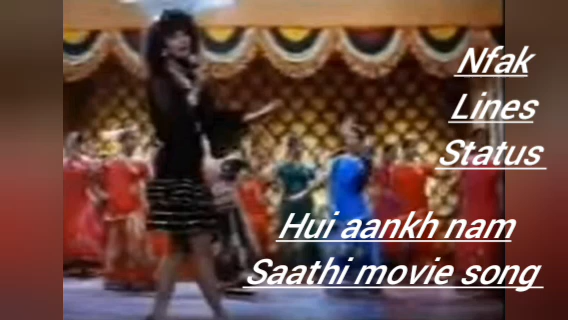 Nfak
Lines
Status
Hui aankh nam
Saathi movie song